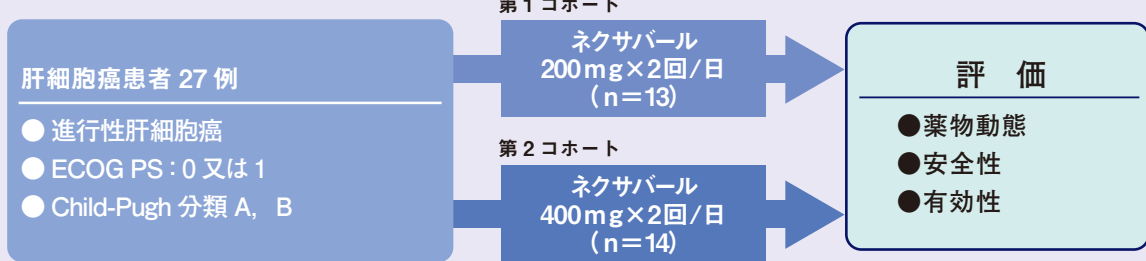 肝細胞癌患者 27 例
● 進行性肝細胞癌
● ECOG PS：0 又は 1
● Child-Pugh 分類 A， B
第1コホート
ネクサバール
200mg×2回/日
（n＝13）
第2コホート
ネクサバール
400mg×2回/日
（n＝14）
評 価
●薬物動態
●安全性
●有効性